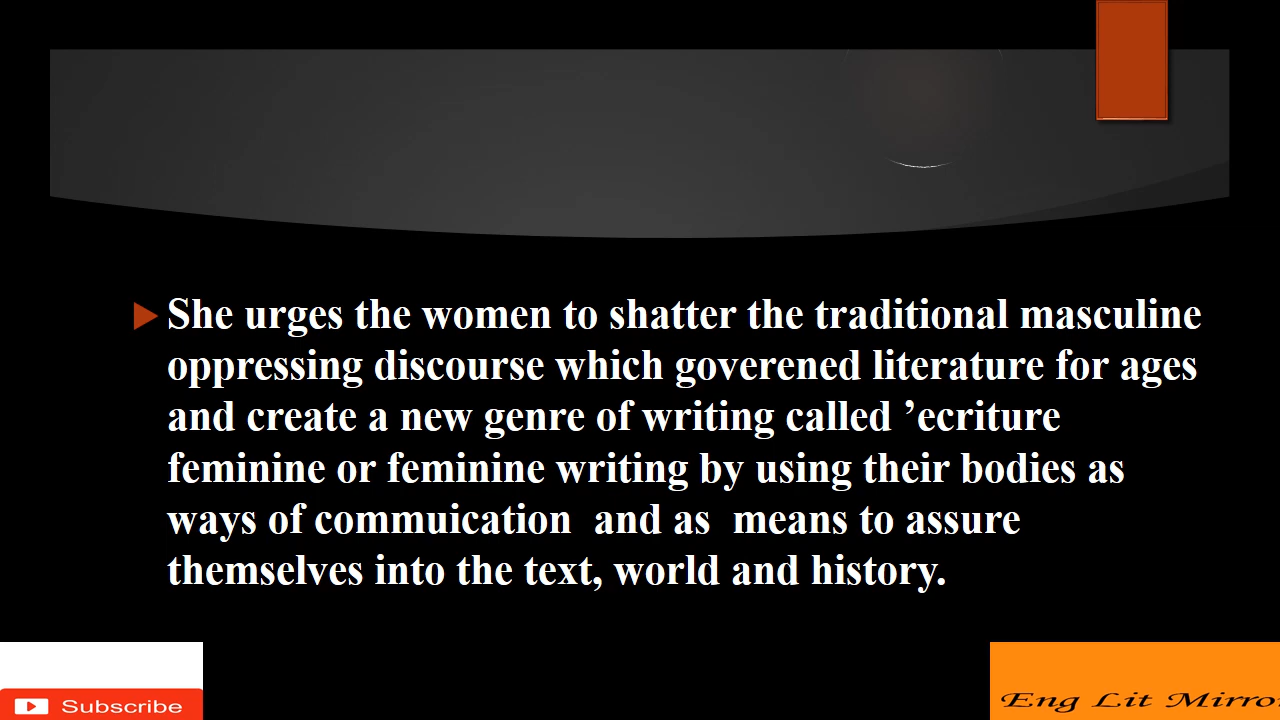 She urges the women to shatter the traditional masculine
oppressing discourse which goverened literature for ages
and create a new genre of writing called ’ecriture
feminine or feminine writing by using their bodies as
ways of commuication and as means to assure
themselves into the text, world and history.
Subscribe
Eng Lit Mirror